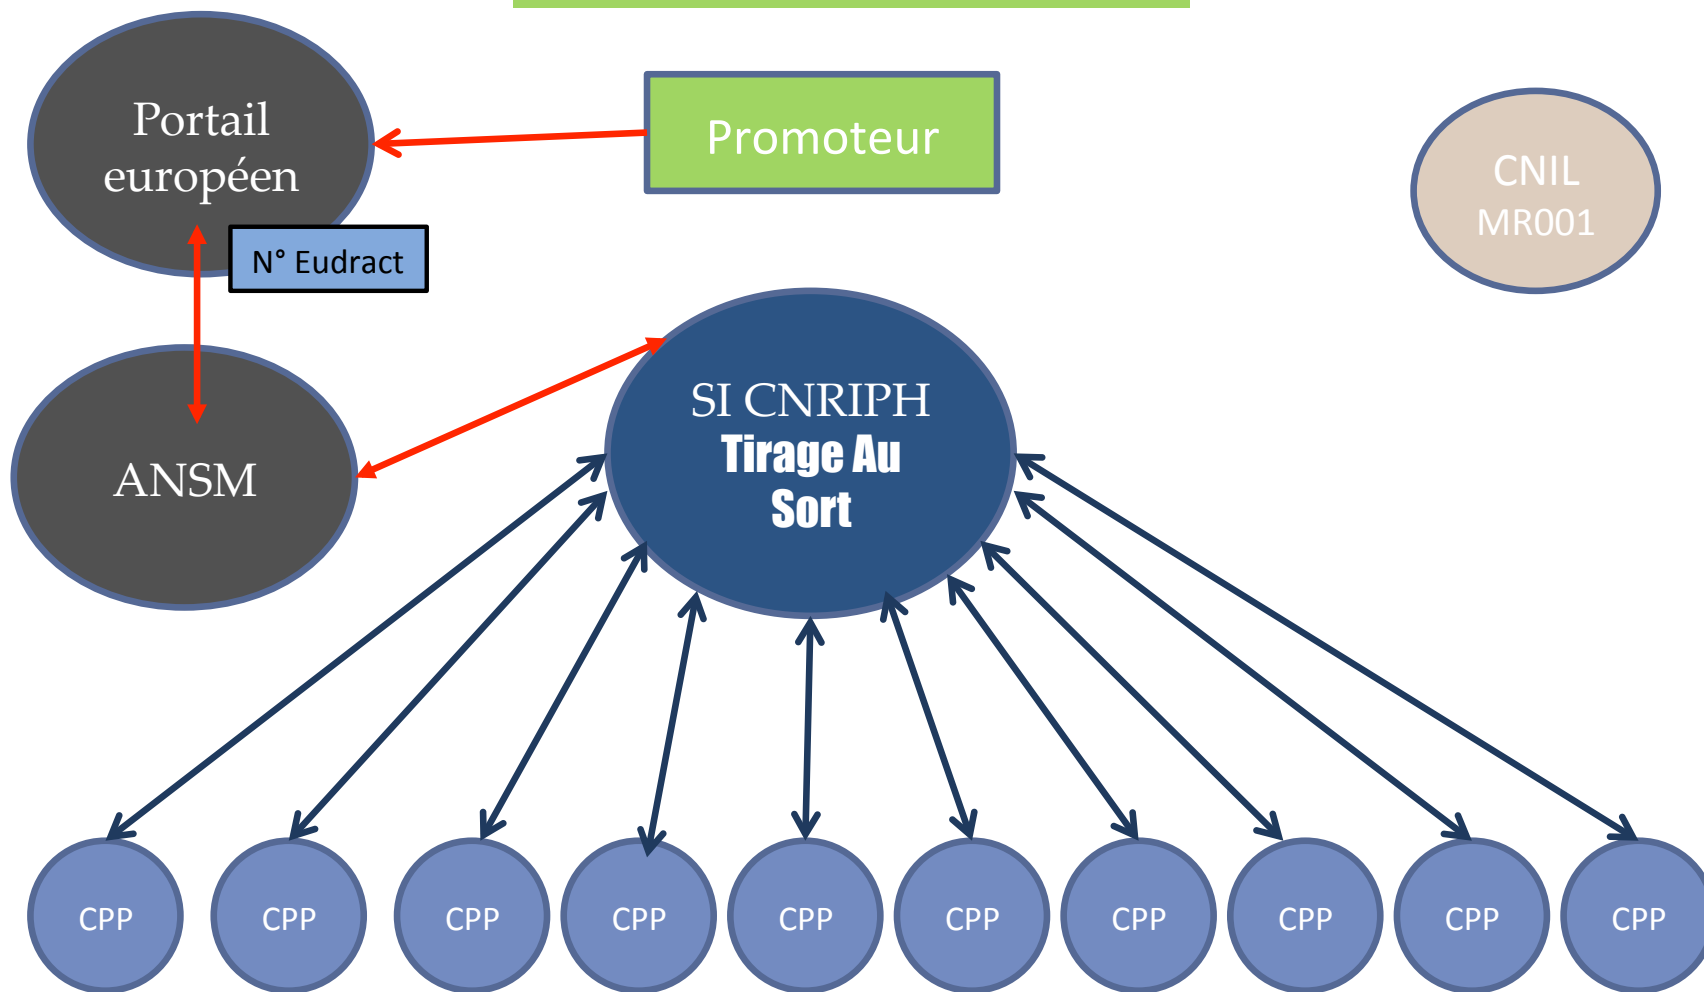 Portail
européen
Promoteur
CNIL
MR001
N° Eudract
SI CNRIPH
Tirage Au
Sort
ANSM
CPP
CPP
CPP
CPP
CPP
CPP
CPP
CPP
CPP
CPP